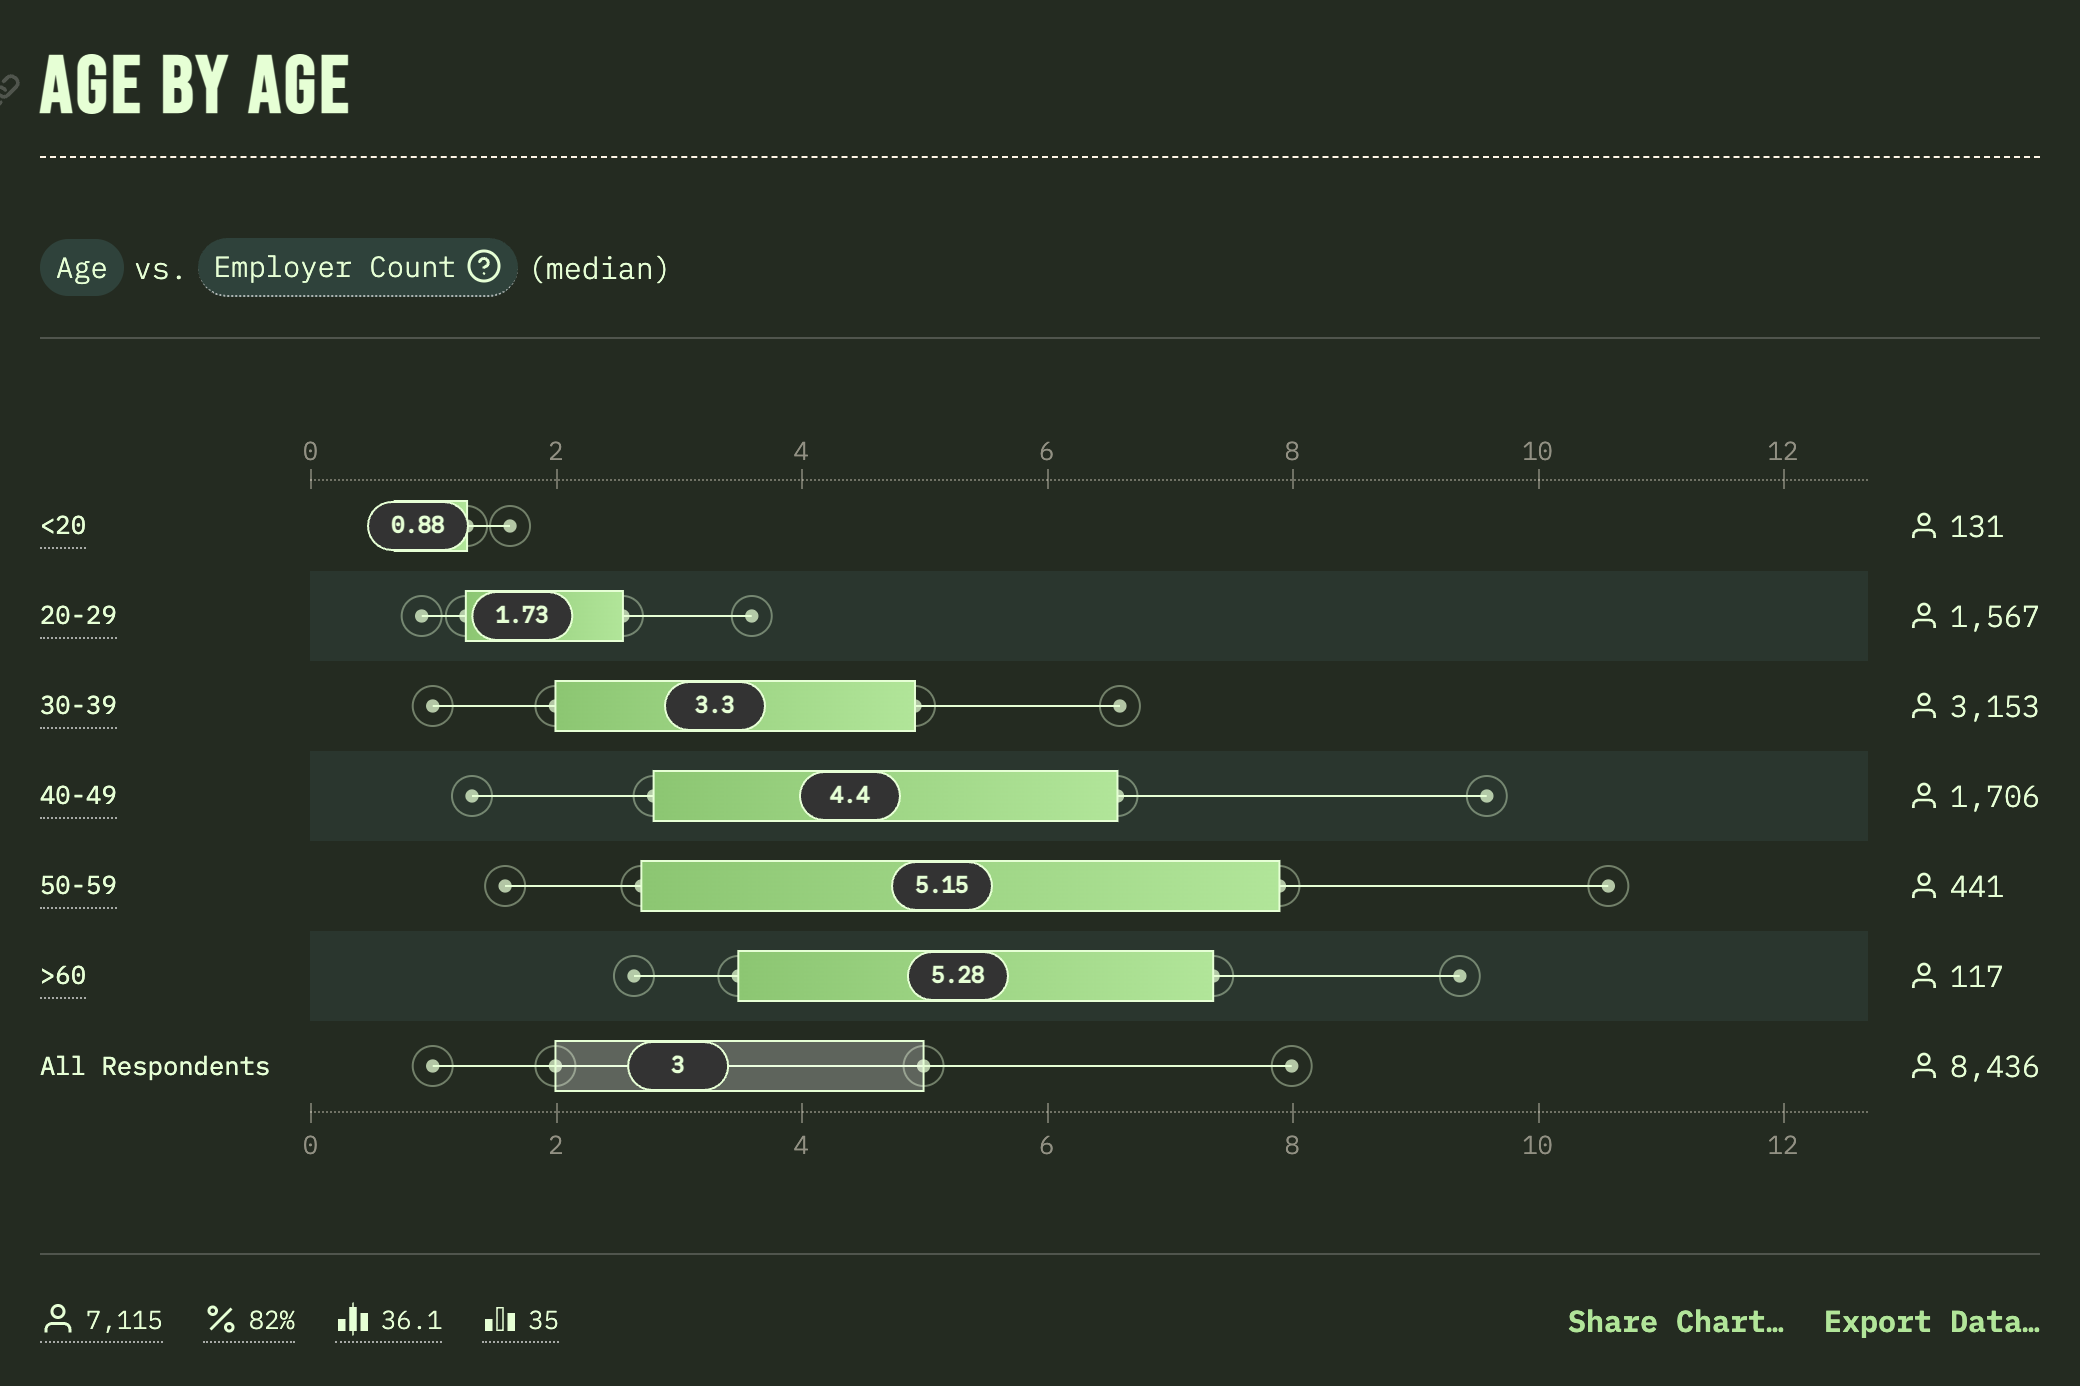 AGE BY AGE
Age vs. Employer Count ? (median)
0 2 4 6 8 10 12
<20 0.88 131
20-29 1.73 1,567
30-39 3.3 3,153
40-49 4.4 1,706
50-59 5.15 441
>60 5.28 117
All Respondents 3 8,436
0 2 4 6 8 10 12
7,115 82% 36.1 35 Share Chart… Export Data…